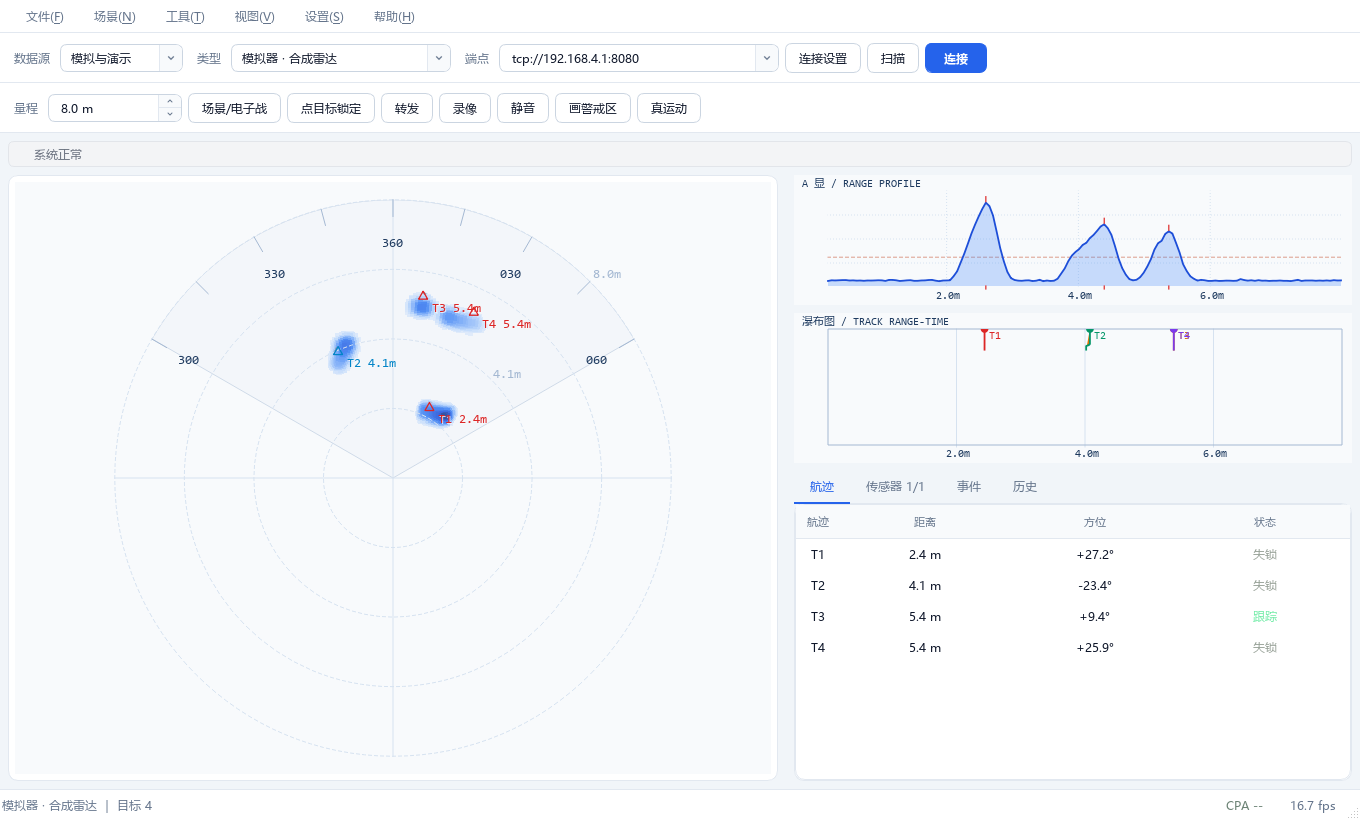 文件(F) 场景(N) 工具(T) 视图(V) 设置(S) 帮助(H)
数据源 模拟与演示 类型 模拟器 · 合成雷达 端点 tcp://192.168.4.1:8080 连接设置 扫描 连接
量程 8.0 m 场景/电子战 点目标锁定 转发 录像 静音 画警戒区 真运动
系统正常
360
330
030
8.0m
T3 5.4m
T4 5.4m
300
T2 4.1m
060
4.1m
T1 2.4m
A 显 / RANGE PROFILE
2.0m 4.0m 6.0m
瀑布图 / TRACK RANGE-TIME
T1 T2
2.0m 4.0m 6.0m
航迹 传感器 1/1 事件 历史
航迹 距离 方位 状态
T1 2.4 m +27.2° 失锁
T2 4.1 m -23.4° 失锁
T3 5.4 m +9.4° 跟踪
T4 5.4 m +25.9° 失锁
模拟器 · 合成雷达 | 目标 4 CPA -- 16.7 fps